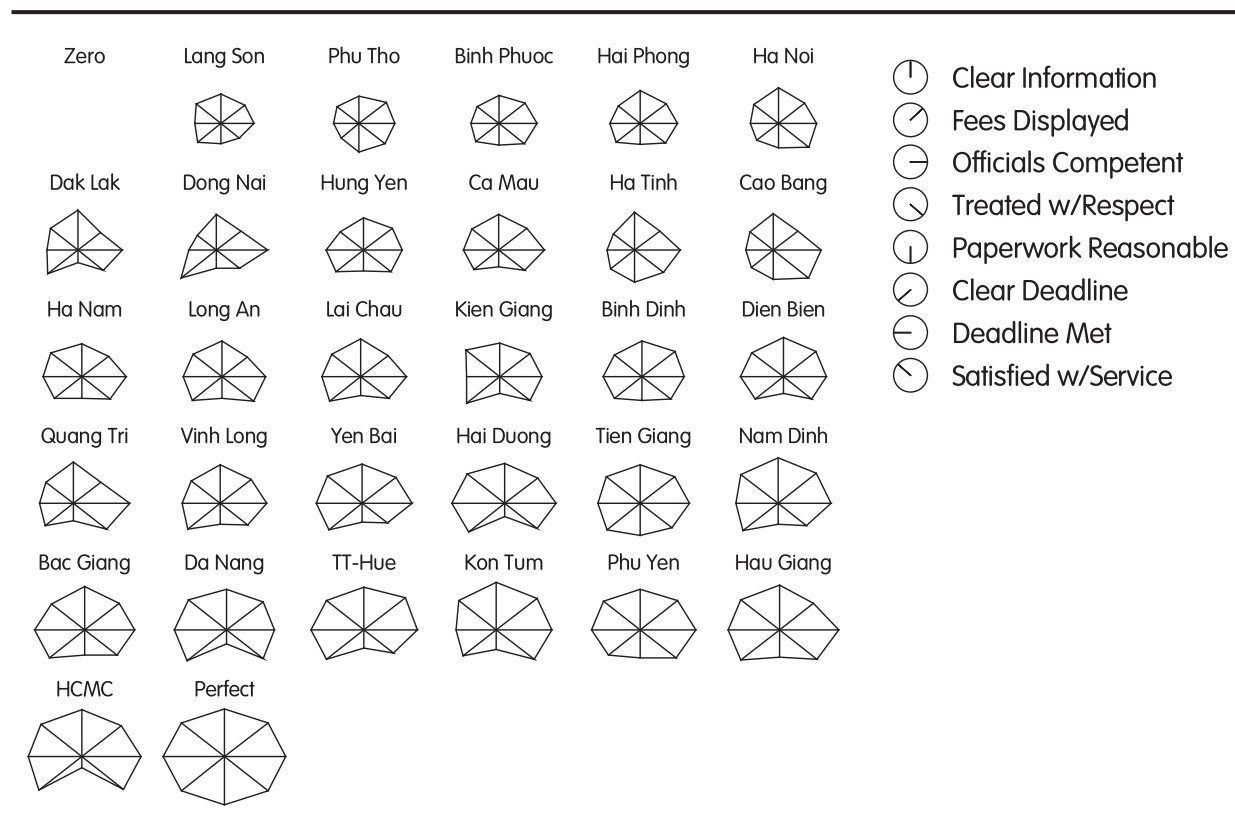 Zero Lang Son Phu Tho Binh Phuoc Hai Phong Ha Noi
Dak Lak Dong Nai Hung Yen Ca Mau Ha Tinh Cao Bang
Ha Nam Long An Lai Chau Kien Giang Binh Dinh Dien Bien
Quang Tri Vinh Long Yen Bai Hai Duong Tien Giang Nam Dinh
Bac Giang Da Nang TT-Hue Kon Tum Phu Yen Hau Giang
HCMC Perfect
Clear Information
Fees Displayed
Officials Competent
Treated w/Respect
Paperwork Reasonable
Clear Deadline
Deadline Met
Satisfied w/Service